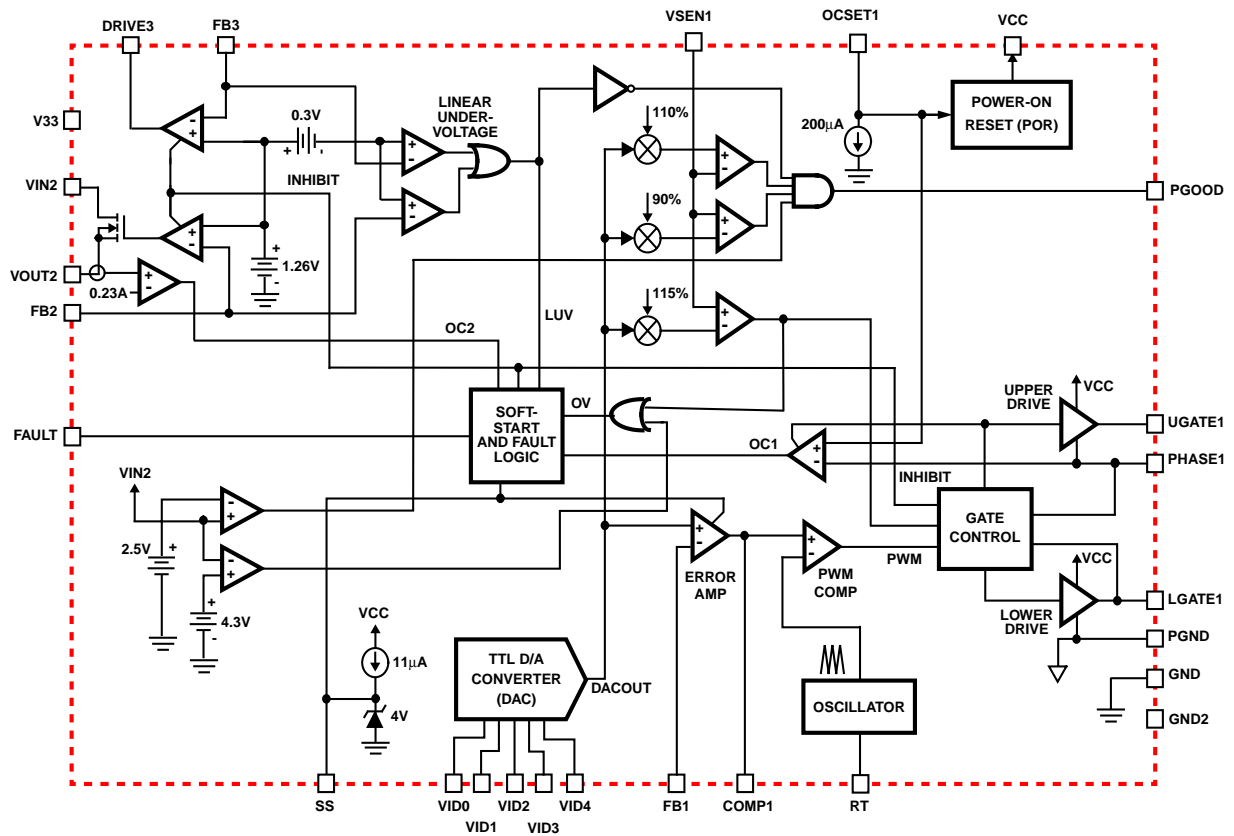 DRIVE3
FB3
VSEN1
OCSET1
VCC
V33
0.3V
+
-
LINEAR
UNDER-
VOLTAGE
110%
200µA
POWER-ON
RESET (POR)
-
+
+
-
VIN2
INHIBIT
+
-
+
-
90%
+
-
+
-
PGOOD
+
-
VOUT2
+
-
1.26V
+
-
0.23A
FB2
115%
+
-
OC2
LUV
UPPER
DRIVE
VCC
SOFT-
START
AND FAULT
LOGIC
OV
FAULT
UGATE1
OC1
+
-
PHASE1
INHIBIT
VIN2
-
+
GATE
CONTROL
2.5V
+
-
+
+
-
+
-
PWM
VCC
ERROR
AMP
PWM
COMP
4.3V
+
-
LOWER
DRIVE
LGATE1
VCC
PGND
11µA
TTL D/A
CONVERTER
(DAC)
DACOUT
GND
4V
OSCILLATOR
GND2
SS
VID0
VID1
VID2
VID3
VID4
FB1
COMP1
RT